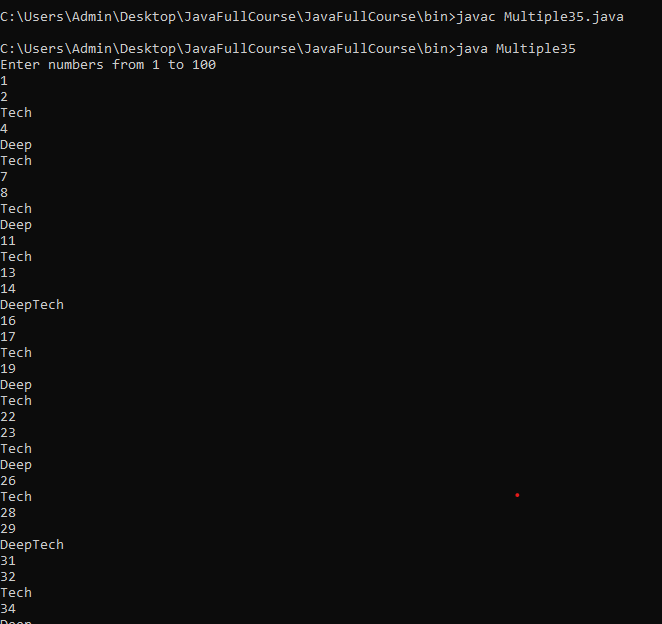 C:\Users\Admin\Desktop\JavaFullCourse\JavaFullCourse\bin>javac Multiple35.java
C:\Users\Admin\Desktop\JavaFullCourse\JavaFullCourse\bin>java Multiple35
Enter numbers from 1 to 100
1
2
Tech
4
Deep
Tech
7
8
Tech
Deep
11
Tech
13
14
DeepTech
16
17
Tech
19
Deep
Tech
22
23
Tech
Deep
26
Tech
28
29
DeepTech
31
32
Tech
34
Deep